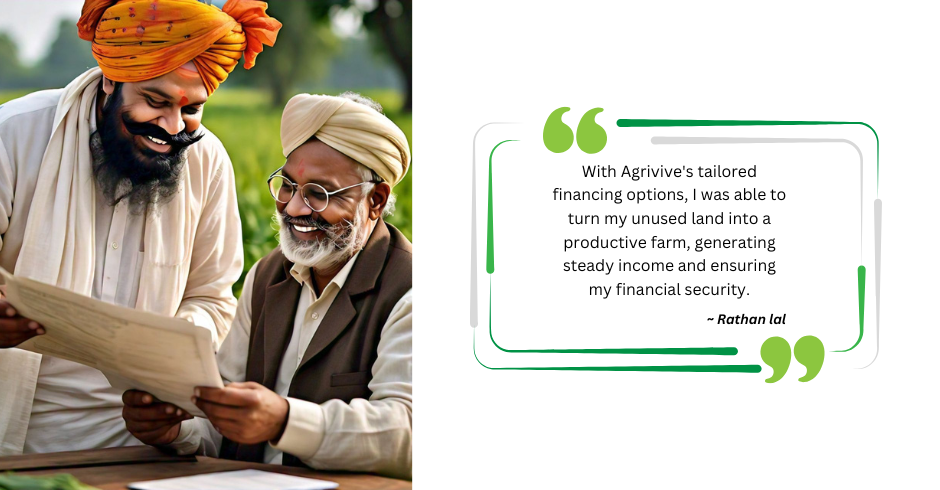 With Agrivive's tailored
financing options, I was able to
turn my unused land into a
productive farm, generating
steady income and ensuring
my financial security.
~ Rathan lal